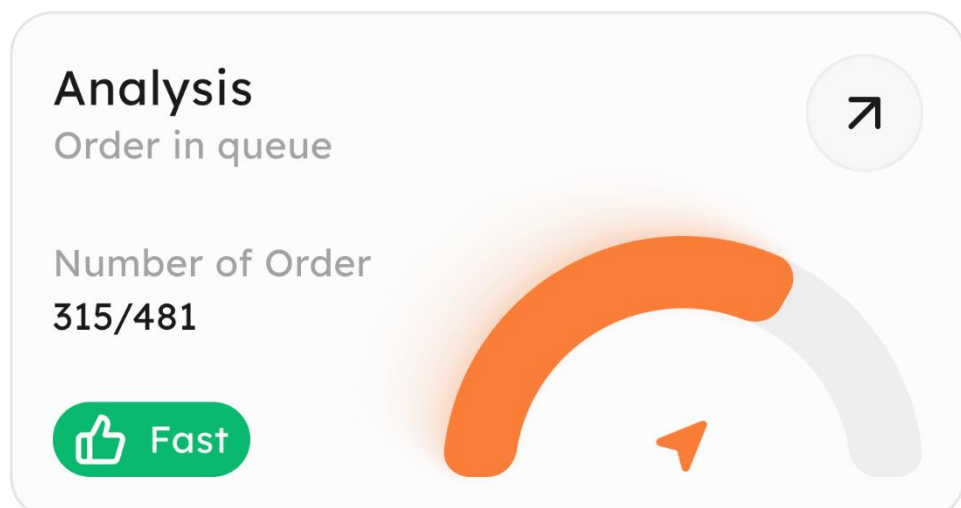 Analysis
Order in queue
Number of Order
315/481
Fast